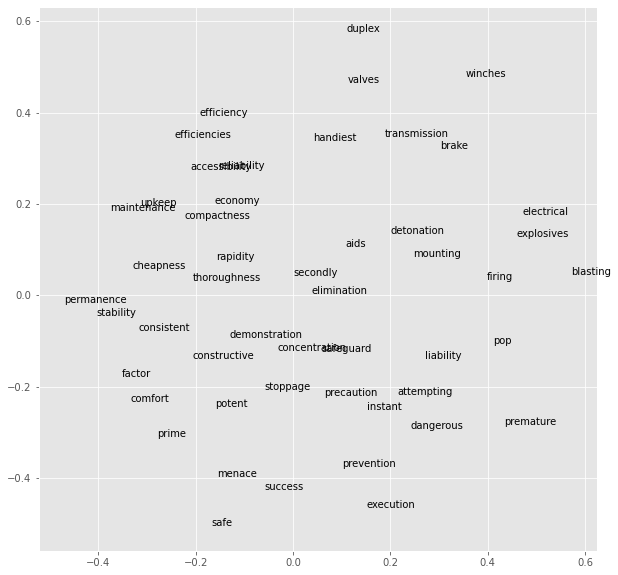 0.6
duplex
winches
valves
0.4
efficiency
efficiencies
transmission
handiest
brake
accessibility
reliability
0.2
upkeep
economy
maintenance
compactness
electrical
detonation
explosives
aids
mounting
rapidity
cheapness
secondly
blasting
thoroughness
firing
elimination
0.0
permanence
stability
consistent
demonstration
pop
concentration
safeguard
constructive
liability
factor
−0.2
stoppage
precaution
attempting
comfort
potent
instant
premature
dangerous
prime
prevention
menace
−0.4
success
execution
safe
−0.4 −0.2 0.0 0.2 0.4 0.6